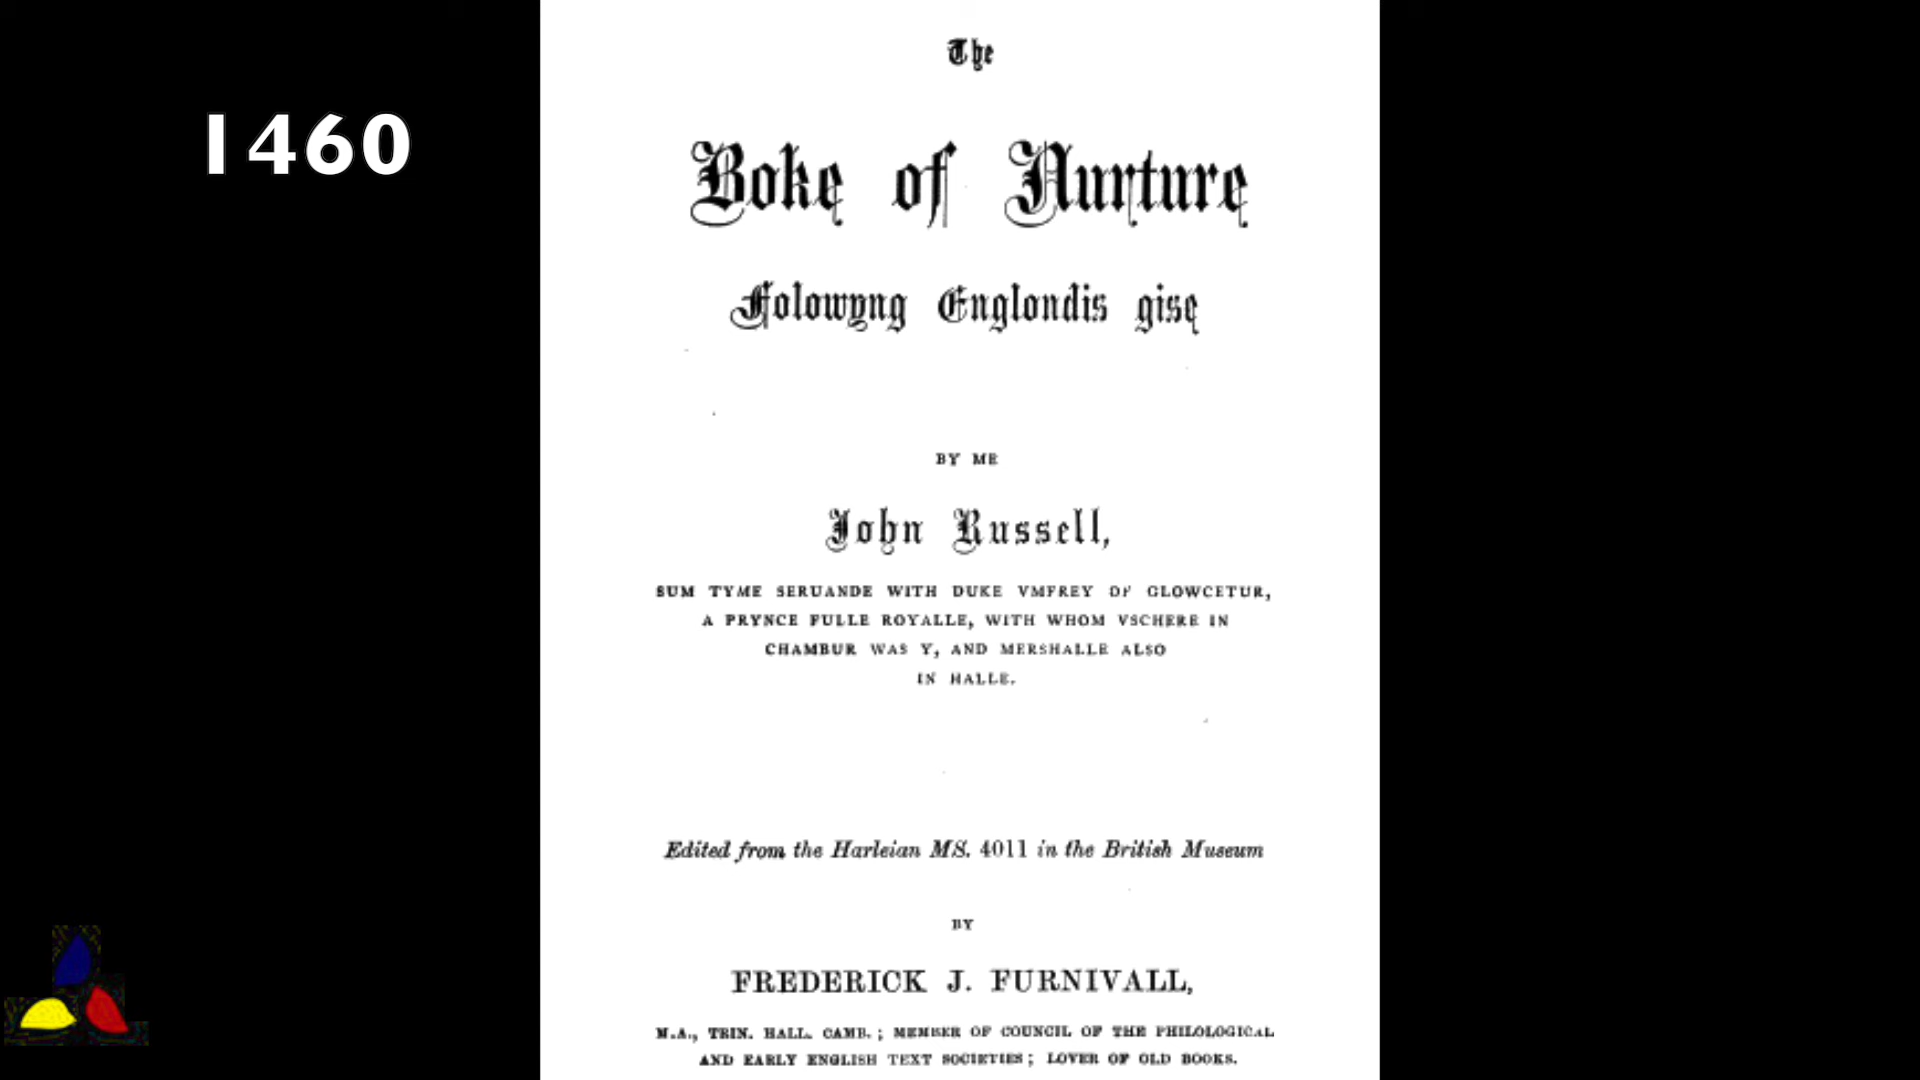 1460
The
Boke of Nurture
Folowyng Englondis gise
BY ME
John Russell,
SUM TYME SERUANDE WITH DUKE VMFREY OF GLOWCETUR,
A PRYNCE FULLE ROYALLE, WITH WHOM VSCHERE IN
CHAMBUR WAS Y, AND MERSHALLE ALSO
IN HALLE.
Edited from the Harleian MS. 4011 in the British Museum
BY
FREDERICK J. FURNIVALL,
M.A., TRIN. HALL. CAMB.; MEMBER OF COUNCIL OF THE PHILOLOGICAL
AND EARLY ENGLISH TEXT SOCIETIES; LOVER OF OLD BOOKS.